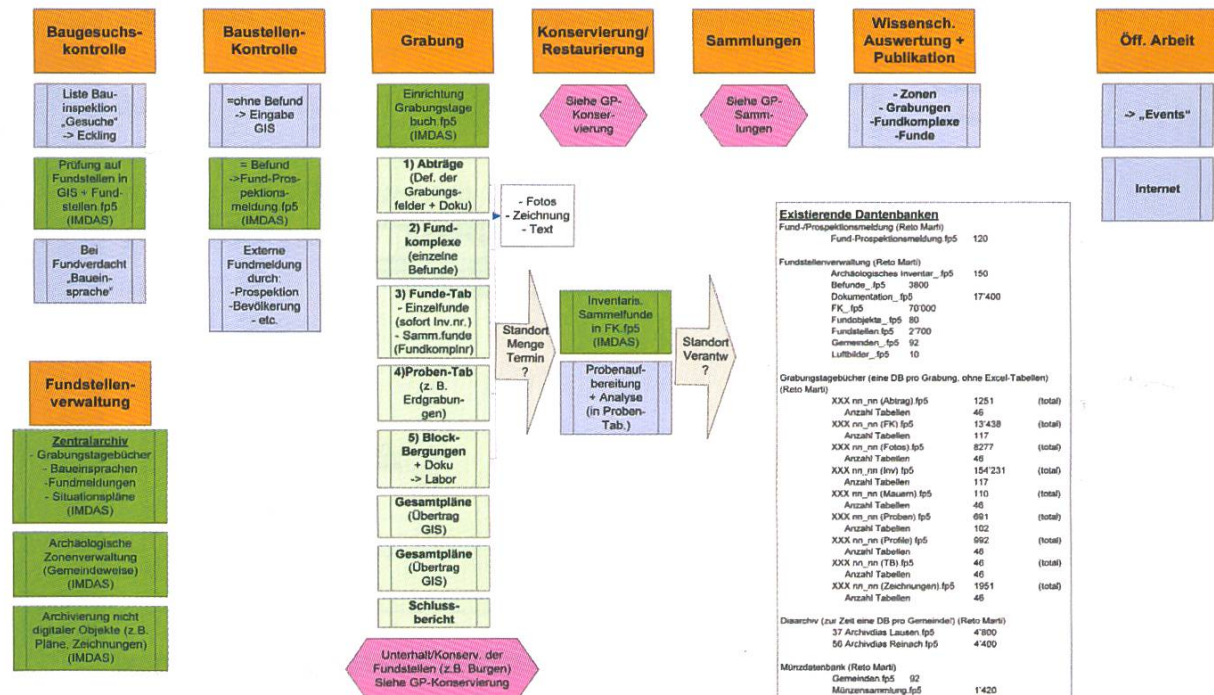 Baugesuchs-
kontrolle
Liste Bau-
inspektion
„Gesuche“
-> Eckling
Prüfung auf
Fundstellen in
GIS + Fund-
stellen.fp5
(IMDAS)
Bei
Fundverdacht
„Bauein-
sprache“
Baustellen-
Kontrolle
=ohne Befund
-> Eingabe
GIS
= Befund
->Fund-Pros-
pektions-
meldung.fp5
(IMDAS)
Externe
Fundmeldung
durch:
-Prospektion
-Bevölkerung
- etc.
Fundstellen-
verwaltung
Zentralarchiv
- Grabungstagebücher
- Baueinsprachen
- Fundmeldungen
- Situationspläne
(IMDAS)
Archäologische
Zonenverwaltung
(Gemeindeweise)
(IMDAS)
Archivierung nicht
digitaler Objekte (z.B.
Pläne, Zeichnungen)
(IMDAS)
Grabung
Einrichtung
Grabungstage
buch.fp5
(IMDAS)
1) Abträge
(Def. der
Grabungs-
felder + Doku)
2) Fund-
komplexe
(einzelne
Befunde)
3) Funde-Tab
- Einzelfunde
(sofort Inv.nr.)
- Samm.funde
(Fundkomplnr)
4)Proben-Tab
(z. B.
Erdgrabun-
gen)
5) Block-
Bergungen
+ Doku
-> Labor
Gesamtpläne
(Übertrag
GIS)
Gesamtpläne
(Übertrag
GIS)
Schluss-
bericht
Unterhalt/Konserv. der
Fundstellen (z.B. Burgen)
Siehe GP-Konservierung
- Fotos
- Zeichnung
- Text
Standort
Menge
Termin
?
Konservierung/
Restaurierung
Siehe GP-
Konser-
vierung
Inventaris.
Sammelfunde
in FK.fp5
(IMDAS)
Probenauf-
bereitung
+ Analyse
(in Proben-
Tab.)
Sammlungen
Siehe GP-
Samm-
lungen
Standort
Verantw
?
Wissensch.
Auswertung +
Publikation
- Zonen
- Grabungen
-Fundkomplexe
-Funde
Öff. Arbeit
-> „Events“
Internet
Existierende Dantenbanken
Fund-/Prospektionsmeldung (Reto Marti)
Fund-Prospektionsmeldung.fp5 120
Fundstellenverwaltung (Reto Marti)
Archäologisches Inventar_.fp5 150
Befunde_.fp5 3800
Dokumentation_.fp5 17'400
FK_.fp5 70'000
Fundobjekte_.fp5 80
Fundstellen.fp5 2'700
Gemeinden_.fp5 92
Luftbilder_.fp5 10
Grabungstagebücher (eine DB pro Grabung, ohne Excel-Tabellen)
(Reto Marti)
XXX nn_nn (Abtrag).fp5 1251 (total)
Anzahl Tabellen 46
XXX nn_nn (FK).fp5 13'438 (total)
Anzahl Tabellen 117
XXX nn_nn (Fotos).fp5 8277 (total)
Anzahl Tabellen 46
XXX nn_nn (Inv).fp5 154'231 (total)
Anzahl Tabellen 117
XXX nn_nn (Mauern).fp5 110 (total)
Anzahl Tabellen 46
XXX nn_nn (Proben).fp5 691 (total)
Anzahl Tabellen 102
XXX nn_nn (Profile).fp5 992 (total)
Anzahl Tabellen 46
XXX nn_nn (TB).fp5 46 (total)
Anzahl Tabellen 46
XXX nn_nn (Zeichnungen).fp5 1951 (total)
Anzahl Tabellen 46
Diaarchiv (zur Zeit eine DB pro Gemeinde!) (Reto Marti)
37 Archivdias Lausen.fp5 4'800
56 Archivdias Reinach.fp5 4'400
Münzdatenbank (Reto Marti)
Gemeinden.fp5 92
Münzensammlung.fp5 1'420